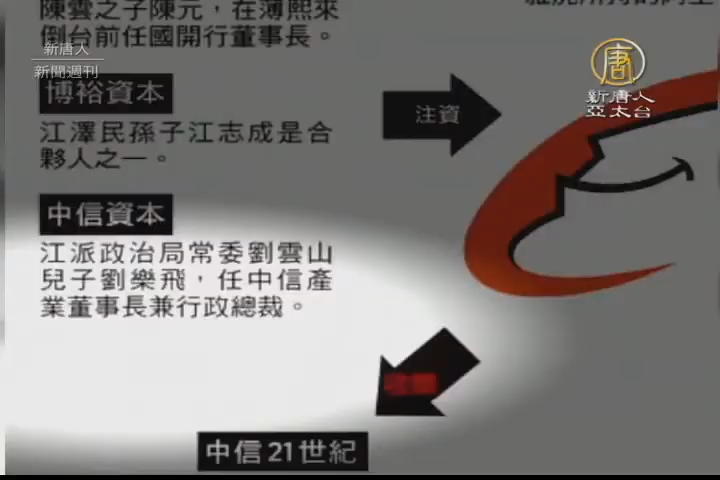 陳雲之子陳元，在薄熙來
倒台前任國開行董事長。
新唐人
新聞週刊
博裕資本
江澤民孫子江志成是合
夥人之一。
注資
新唐人
亞太台
中信資本
江派政治局常委劉雲山
兒子劉樂飛，任中信產
業董事長兼行政總裁。
中信21世紀